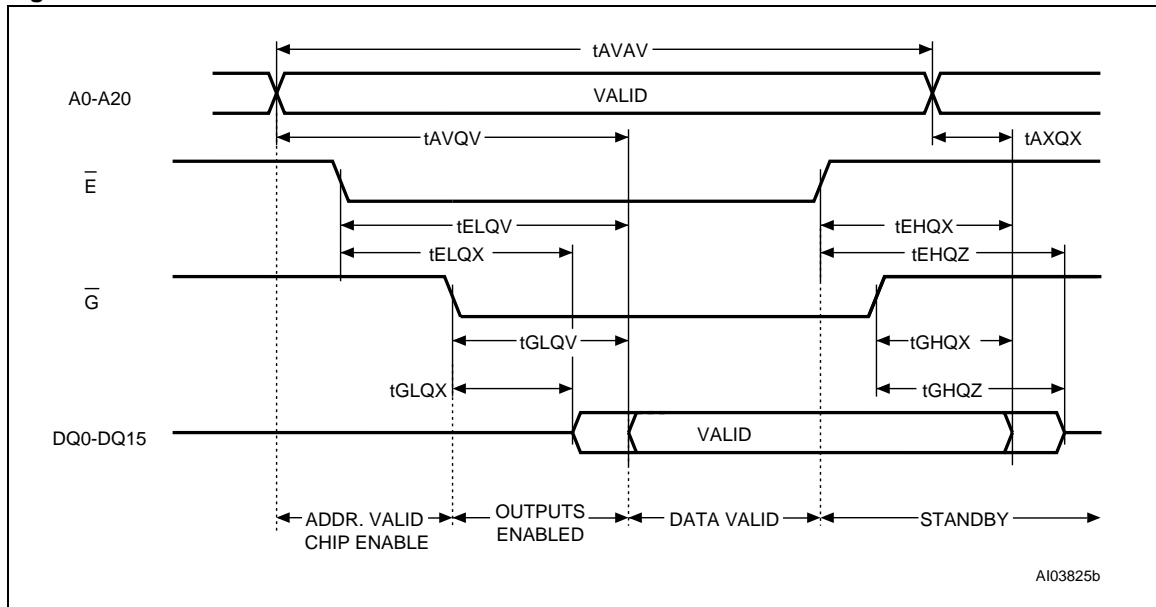 tAVAV
A0-A20
VALID
tAVQV
tAXQX
E
tELQV
tEHQX
tELQX
tEHQZ
G
tGLQV
tGHQX
tGLQX
tGHQZ
DQ0-DQ15
VALID
ADDR. VALID
CHIP ENABLE
OUTPUTS
ENABLED
DATA VALID
STANDBY
AI03825b